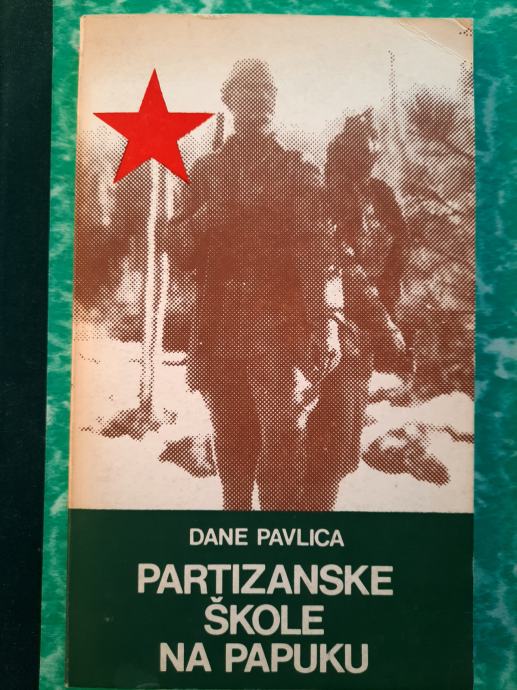 DANE PAVLICA
PARTIZANSKE
ŠKOLE
NA PAPUKU